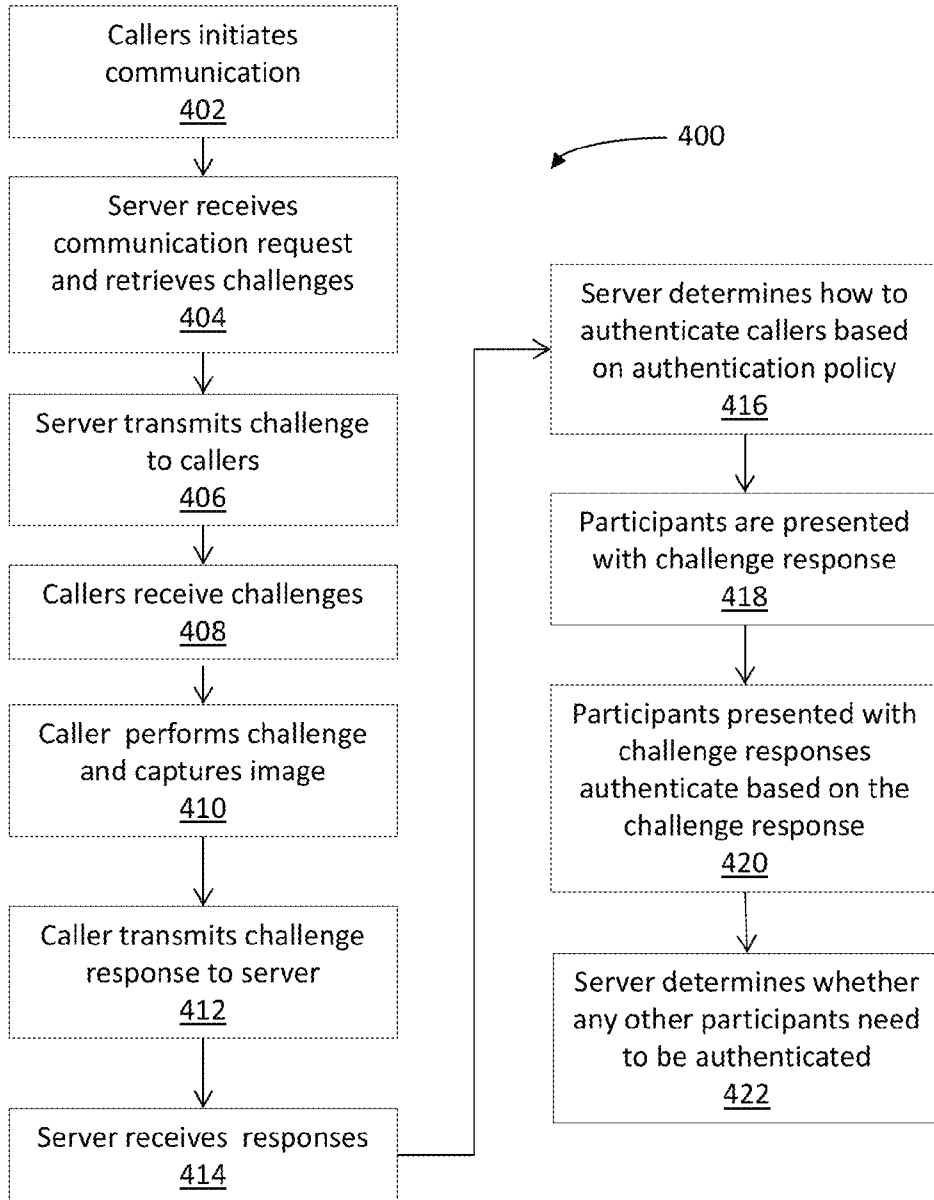 Callers initiates
communication
402
Server receives
communication request
and retrieves challenges
404
Server transmits challenge
to callers
406
Callers receive challenges
408
Caller performs challenge
and captures image
410
Caller transmits challenge
response to server
412
Server receives responses
414
400
Server determines how to
authenticate callers based
on authentication policy
416
Participants are presented
with challenge response
418
Participants presented with
challenge responses
authenticate based on the
challenge response
420
Server determines whether
any other participants need
to be authenticated
422